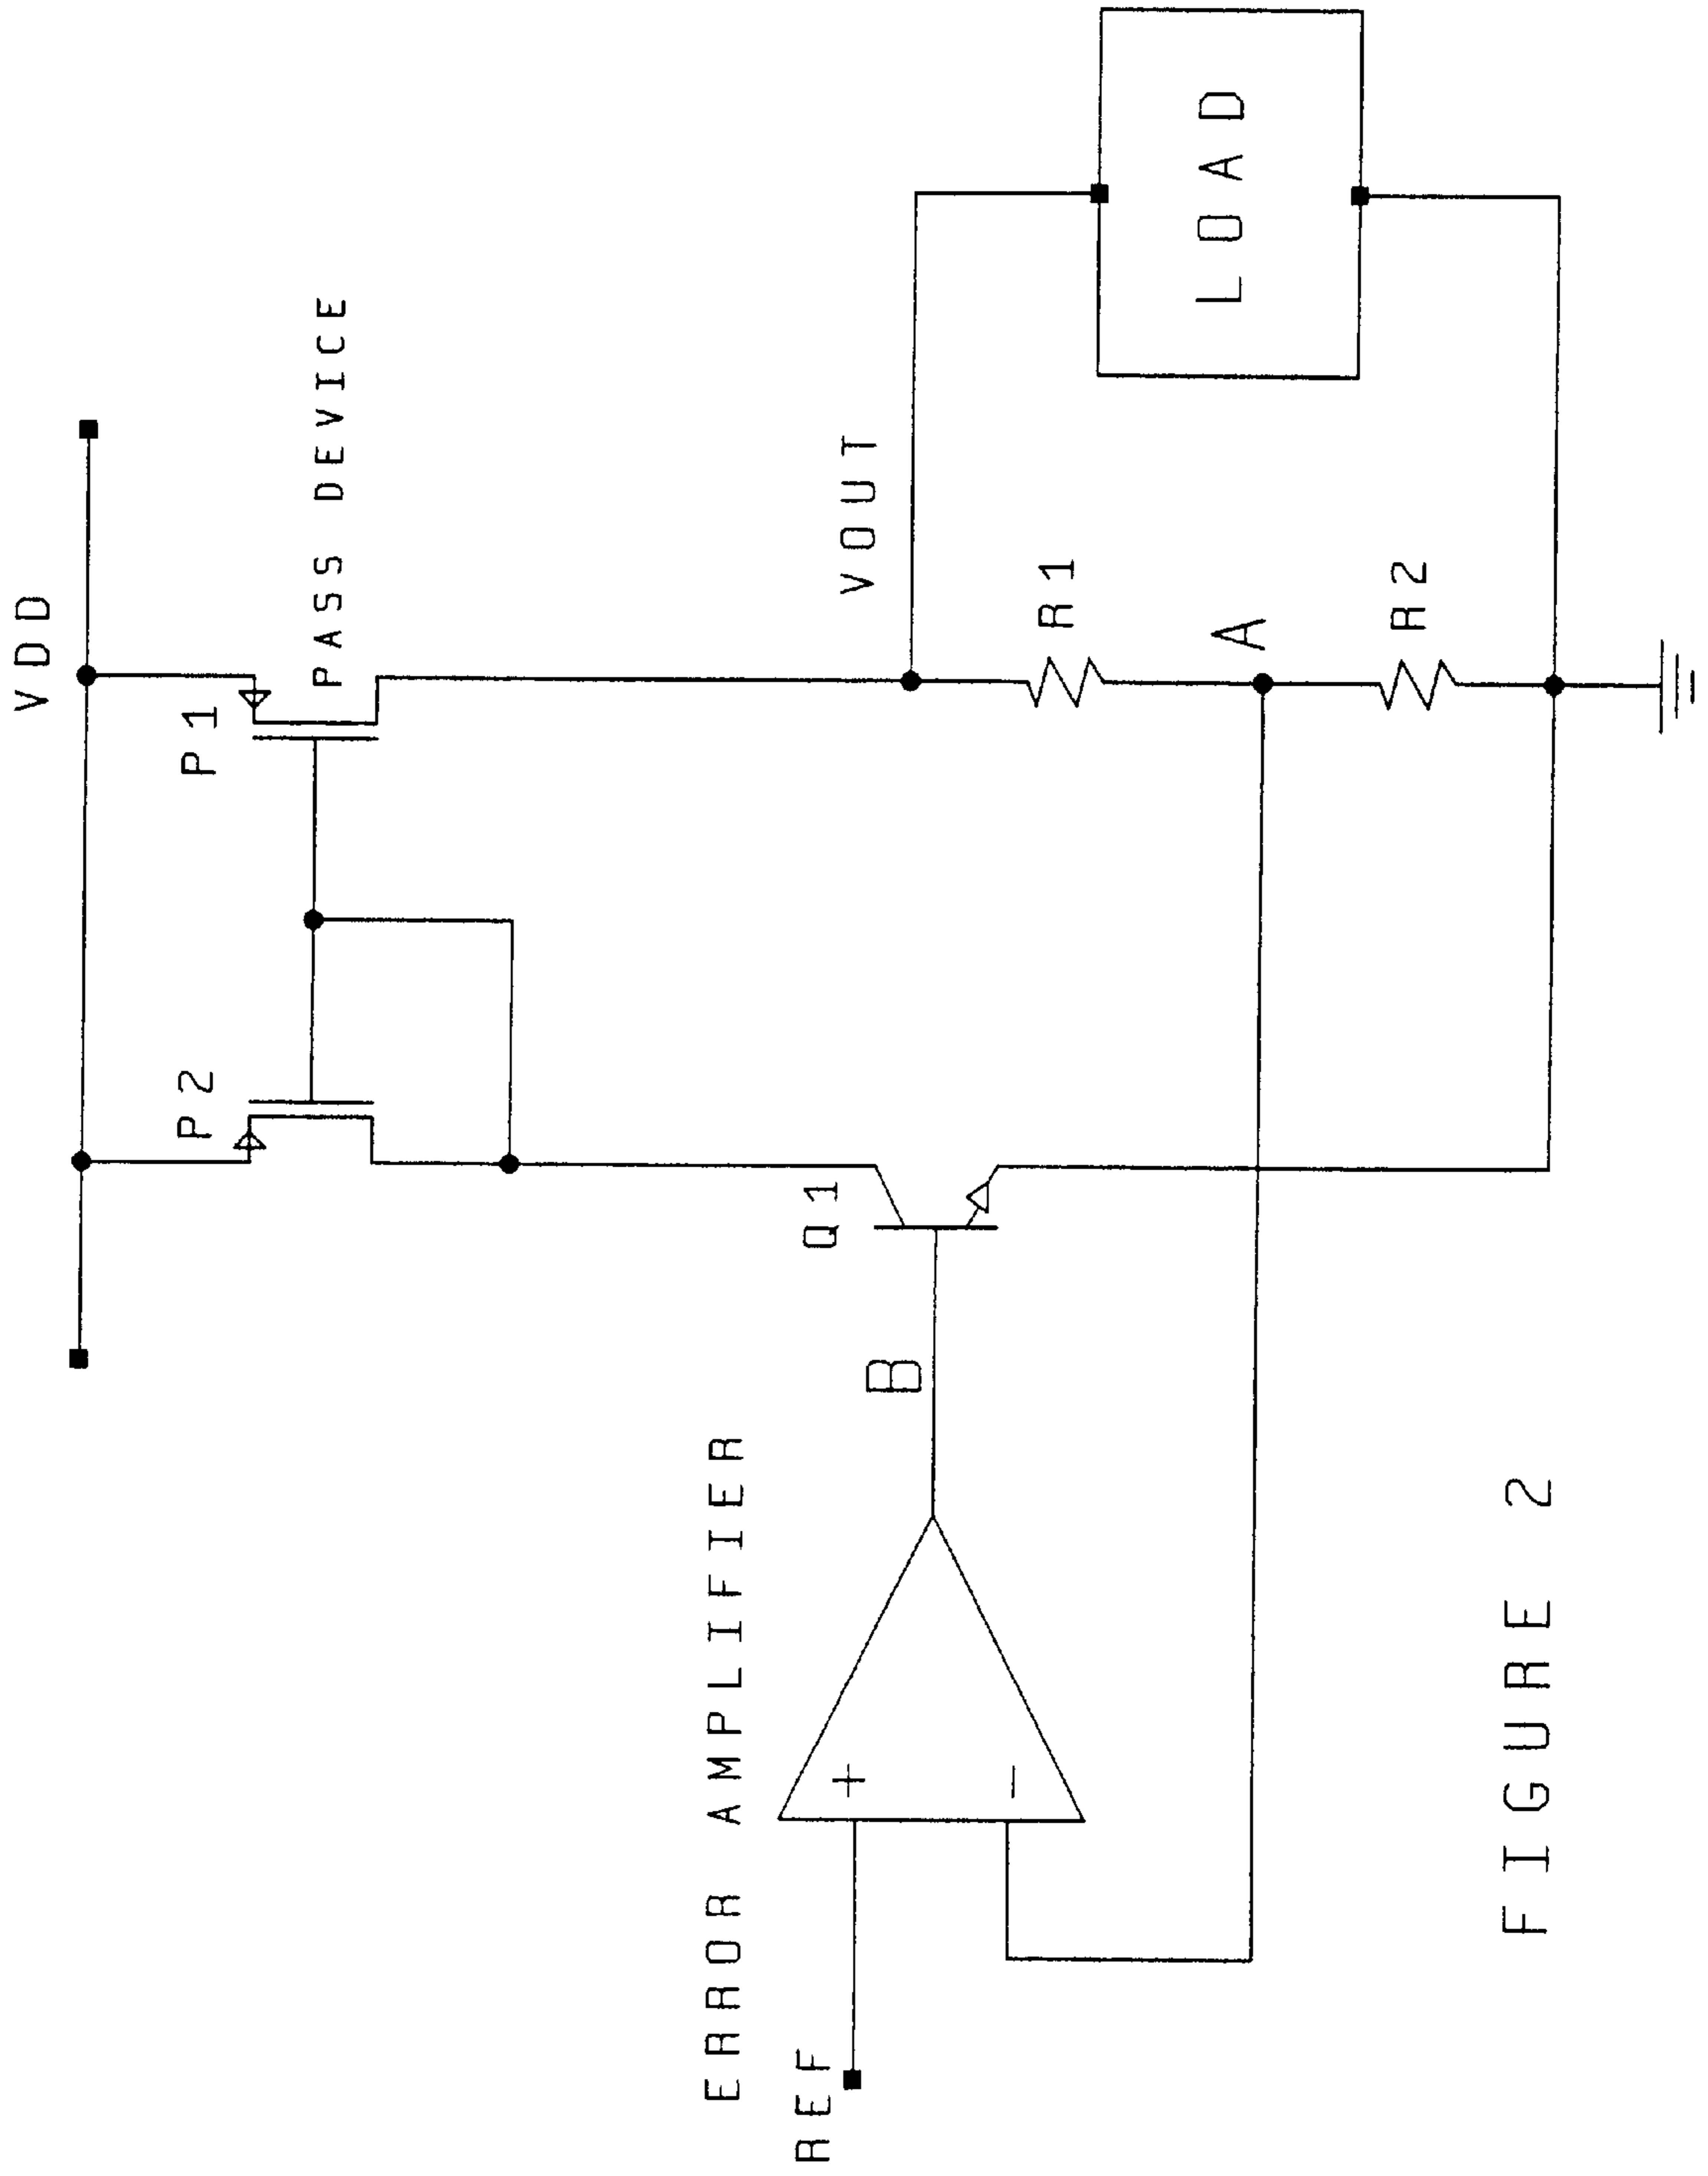 VDD
P2
P1
PASS DEVICE
ERROR AMPLIFIER
REF
+
−
B
Q1
VOUT
R1
A
R2
LOAD
FIGURE 2